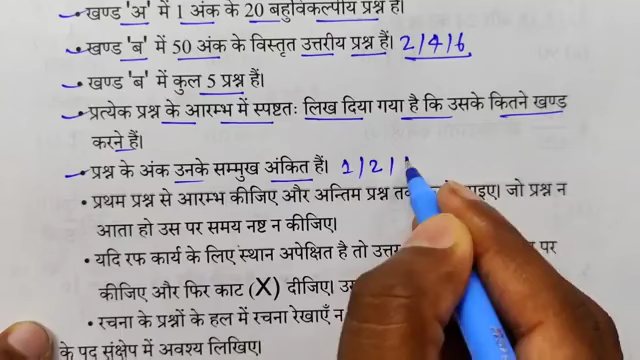 • खण्ड 'अ' में 1 अंक के 20 बहुविकल्पीय प्रश्न हैं।
• खण्ड 'ब' में 50 अंक के विस्तृत उत्तरीय प्रश्न हैं। 2/4/6
• खण्ड 'ब' में कुल 5 प्रश्न हैं।
• प्रत्येक प्रश्न के आरम्भ में स्पष्टतः लिख दिया गया है कि उसके कितने खण्ड
करने हैं।
• प्रश्न के अंक उनके सम्मुख अंकित हैं। 1/2/
• प्रथम प्रश्न से आरम्भ कीजिए और अन्तिम प्रश्न जो प्रश्न न
आता हो उस पर समय नष्ट न कीजिए।
• यदि रफ कार्य के लिए स्थान अपेक्षित है तो पर
कीजिए और फिर काट (X) दीजिए।
• रचना के प्रश्नों के हल में रचना रेखाएँ
के पद संक्षेप में अवश्य लिखिए।